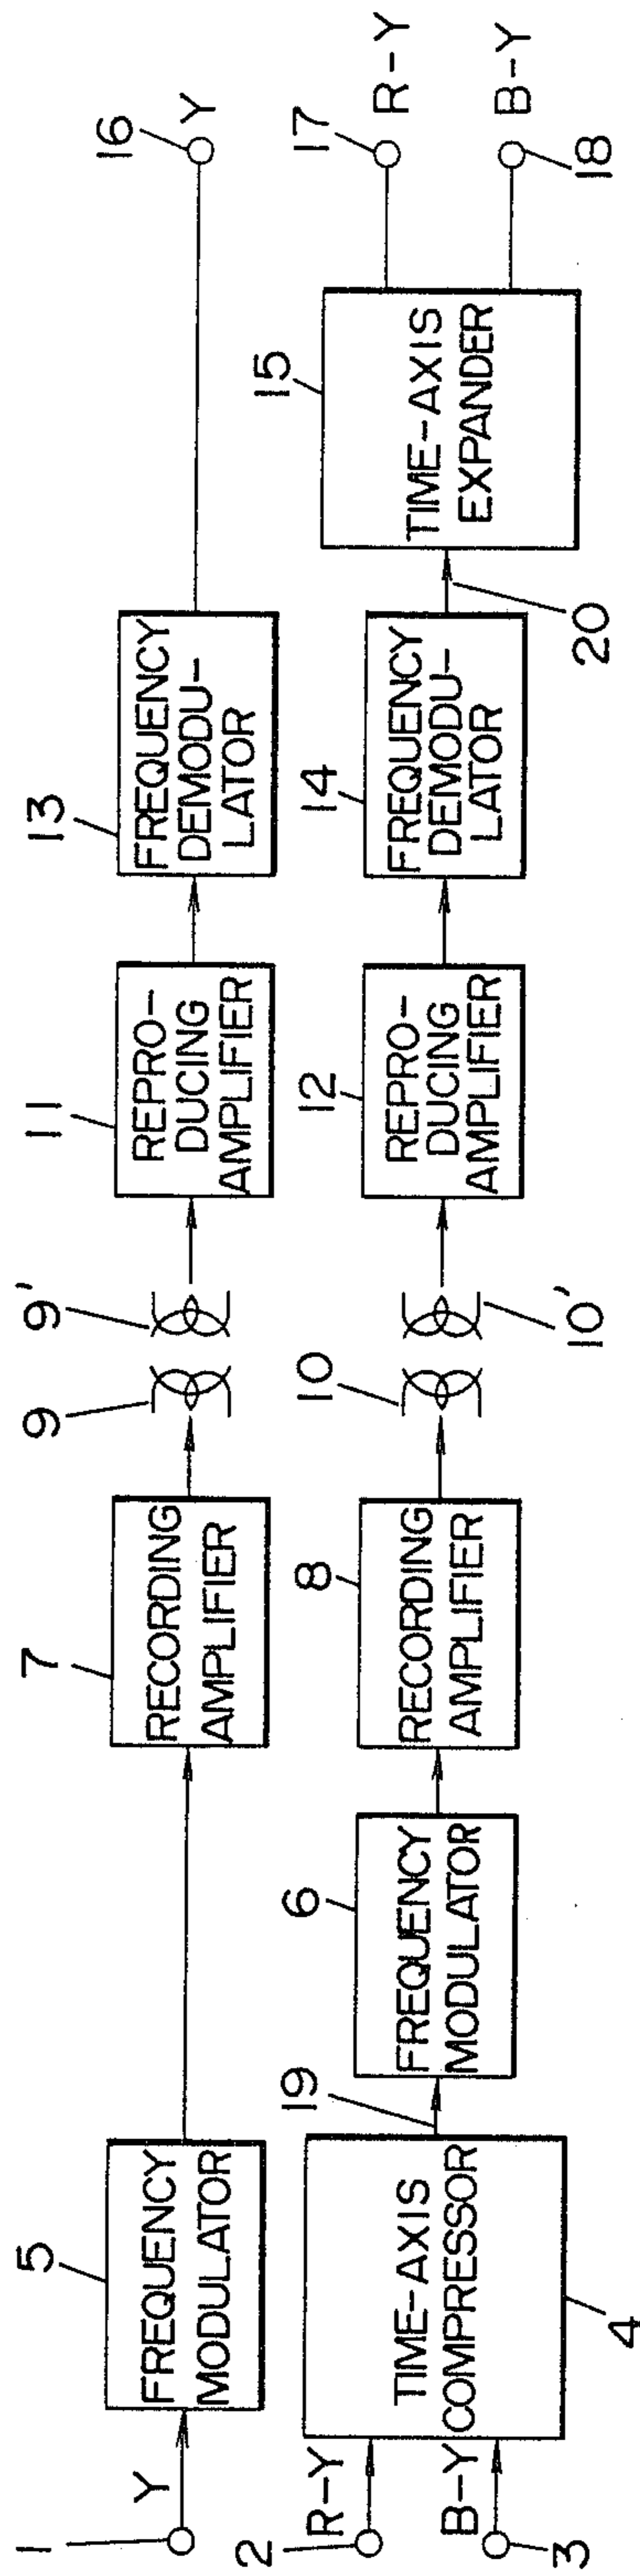 1
Y
5
FREQUENCY
MODULATOR
7
RECORDING
AMPLIFIER
9
9'
11
REPRO-
DUCING
AMPLIFIER
13
FREQUENCY
DEMODU-
LATOR
16
Y
2
R-Y
3
B-Y
TIME-AXIS
COMPRESSOR
4
19
6
FREQUENCY
MODULATOR
8
RECORDING
AMPLIFIER
10
10'
12
REPRO-
DUCING
AMPLIFIER
14
FREQUENCY
DEMODU-
LATOR
20
15
TIME-AXIS
EXPANDER
17
R-Y
B-Y
18